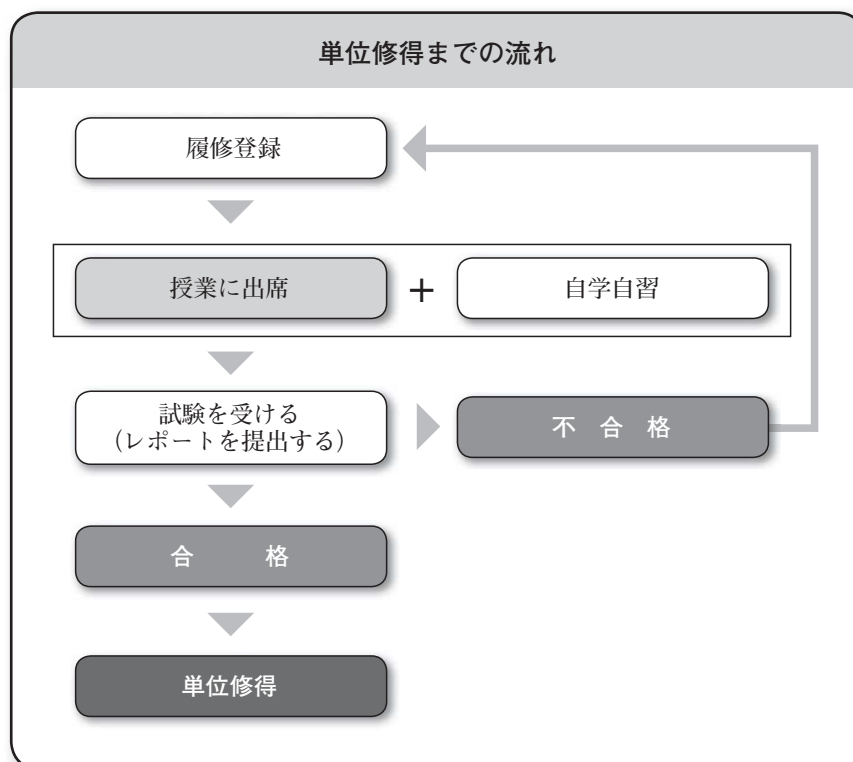 単位修得までの流れ
履修登録
授業に出席 + 自学自習
試験を受ける
(レポートを提出する)
不 合 格
合 格
単位修得